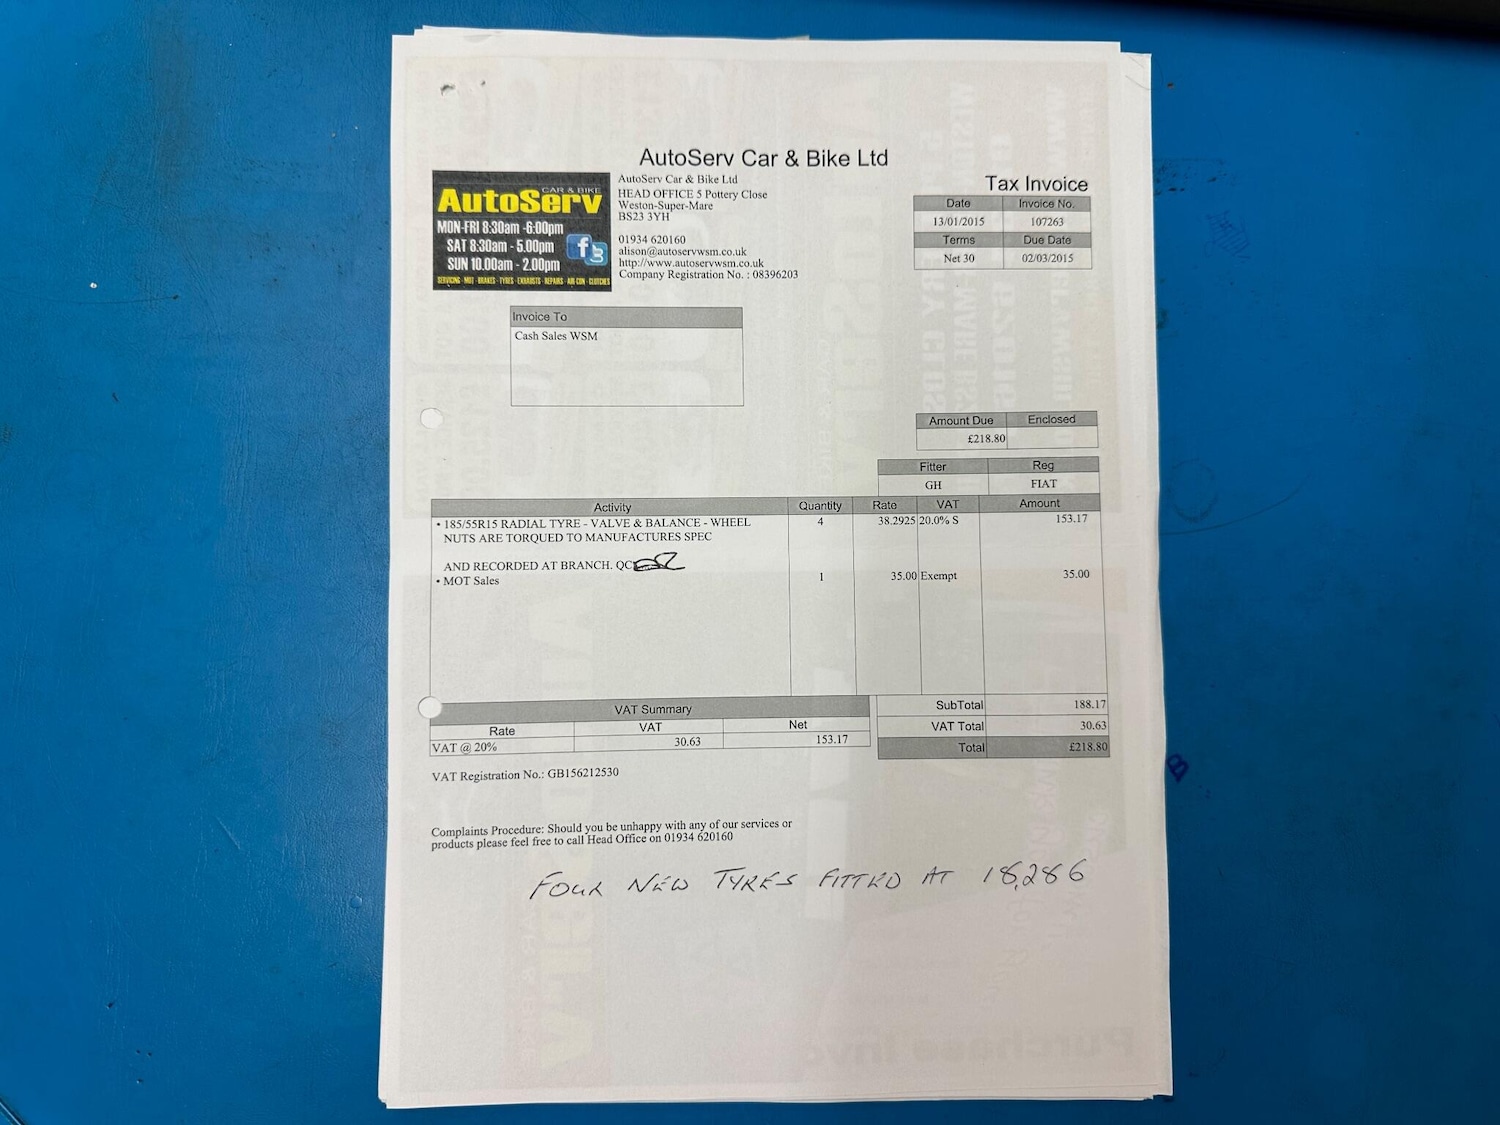 AutoServ Car & Bike Ltd
CAR & BIKE
AutoServ
MON-FRI 8:30am -6:00pm
SAT 8:30am - 5.00pm
SUN 10.00am - 2.00pm
SERVICING - MOT - BRAKES - TYRES - EXHAUSTS - REPAIRS - AIR CON - CLUTCHES
AutoServ Car & Bike Ltd
HEAD OFFICE 5 Pottery Close
Weston-Super-Mare
BS23 3YH
01934 620160
alison@autoservwsm.co.uk
http://www.autoservwsm.co.uk
Company Registration No. : 08396203
Tax Invoice
Date Invoice No.
13/01/2015 107263
Terms Due Date
Net 30 02/03/2015
Invoice To
Cash Sales WSM
Amount Due Enclosed
£218.80
Fitter Reg
GH FIAT
Activity Quantity Rate VAT Amount
• 185/55R15 RADIAL TYRE - VALVE & BALANCE - WHEEL 4 38.2925 20.0% S 153.17
NUTS ARE TORQUED TO MANUFACTURES SPEC
AND RECORDED AT BRANCH. QC
• MOT Sales 1 35.00 Exempt 35.00
VAT Summary
Rate VAT Net
VAT @ 20% 30.63 153.17
SubTotal 188.17
VAT Total 30.63
Total £218.80
VAT Registration No.: GB156212530
Complaints Procedure: Should you be unhappy with any of our services or
products please feel free to call Head Office on 01934 620160
FOUR NEW TYRES FITTED AT 18,286